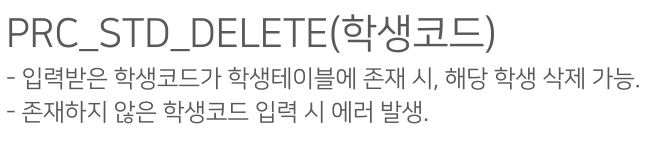 PRC_STD_DELETE(학생코드)
- 입력받은 학생코드가 학생테이블에 존재 시, 해당 학생 삭제 가능.
- 존재하지 않은 학생코드 입력 시 에러 발생.